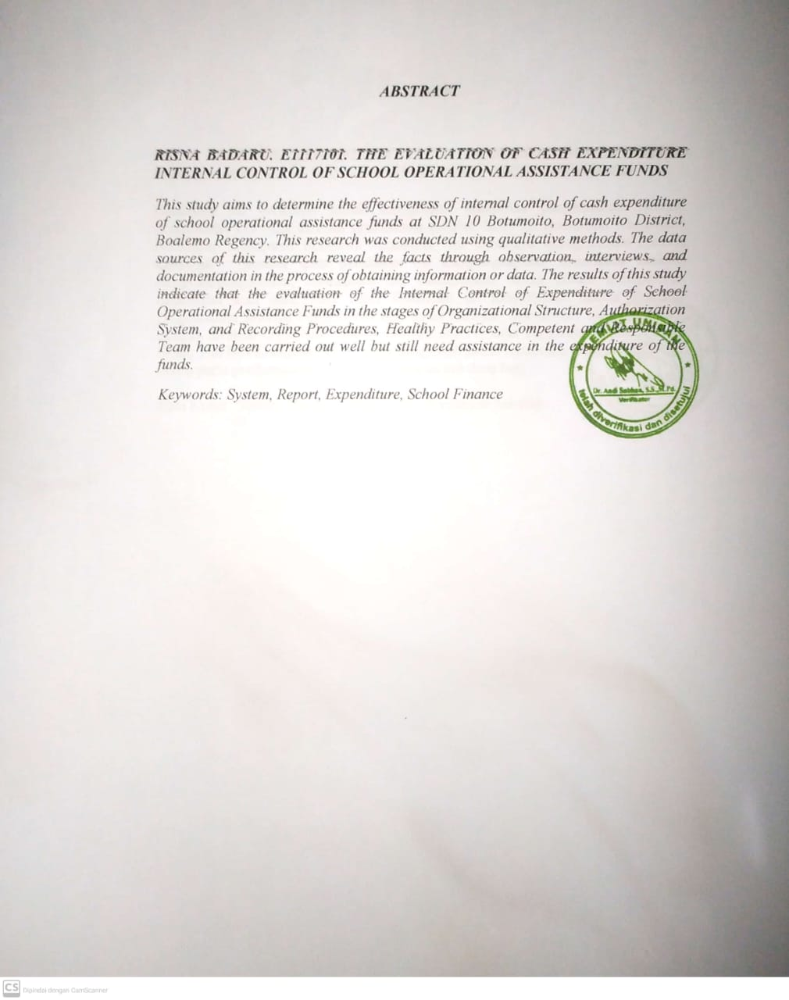 ABSTRACT
RISNA BADARU. E1117101. THE EVALUATION OF CASH EXPENDITURE
INTERNAL CONTROL OF SCHOOL OPERATIONAL ASSISTANCE FUNDS
This study aims to determine the effectiveness of internal control of cash expenditure
of school operational assistance funds at SDN 10 Botumoito, Botumoito District,
Boalemo Regency. This research was conducted using qualitative methods. The data
sources of this research reveal the facts through observation, interviews, and
documentation in the process of obtaining information or data. The results of this study
indicate that the evaluation of the Internal Control of Expenditure of School
Operational Assistance Funds in the stages of Organizational Structure, Authorization
System, and Recording Procedures, Healthy Practices, Competent and Responsible
Team have been carried out well but still need assistance in the expenditure of the
funds.
Keywords: System, Report, Expenditure, School Finance
Dr. Andi Subhan, S.S., M.Pd.
Verifikator
telah diverifikasi dan disetujui
CS Dipindai dengan CamScanner